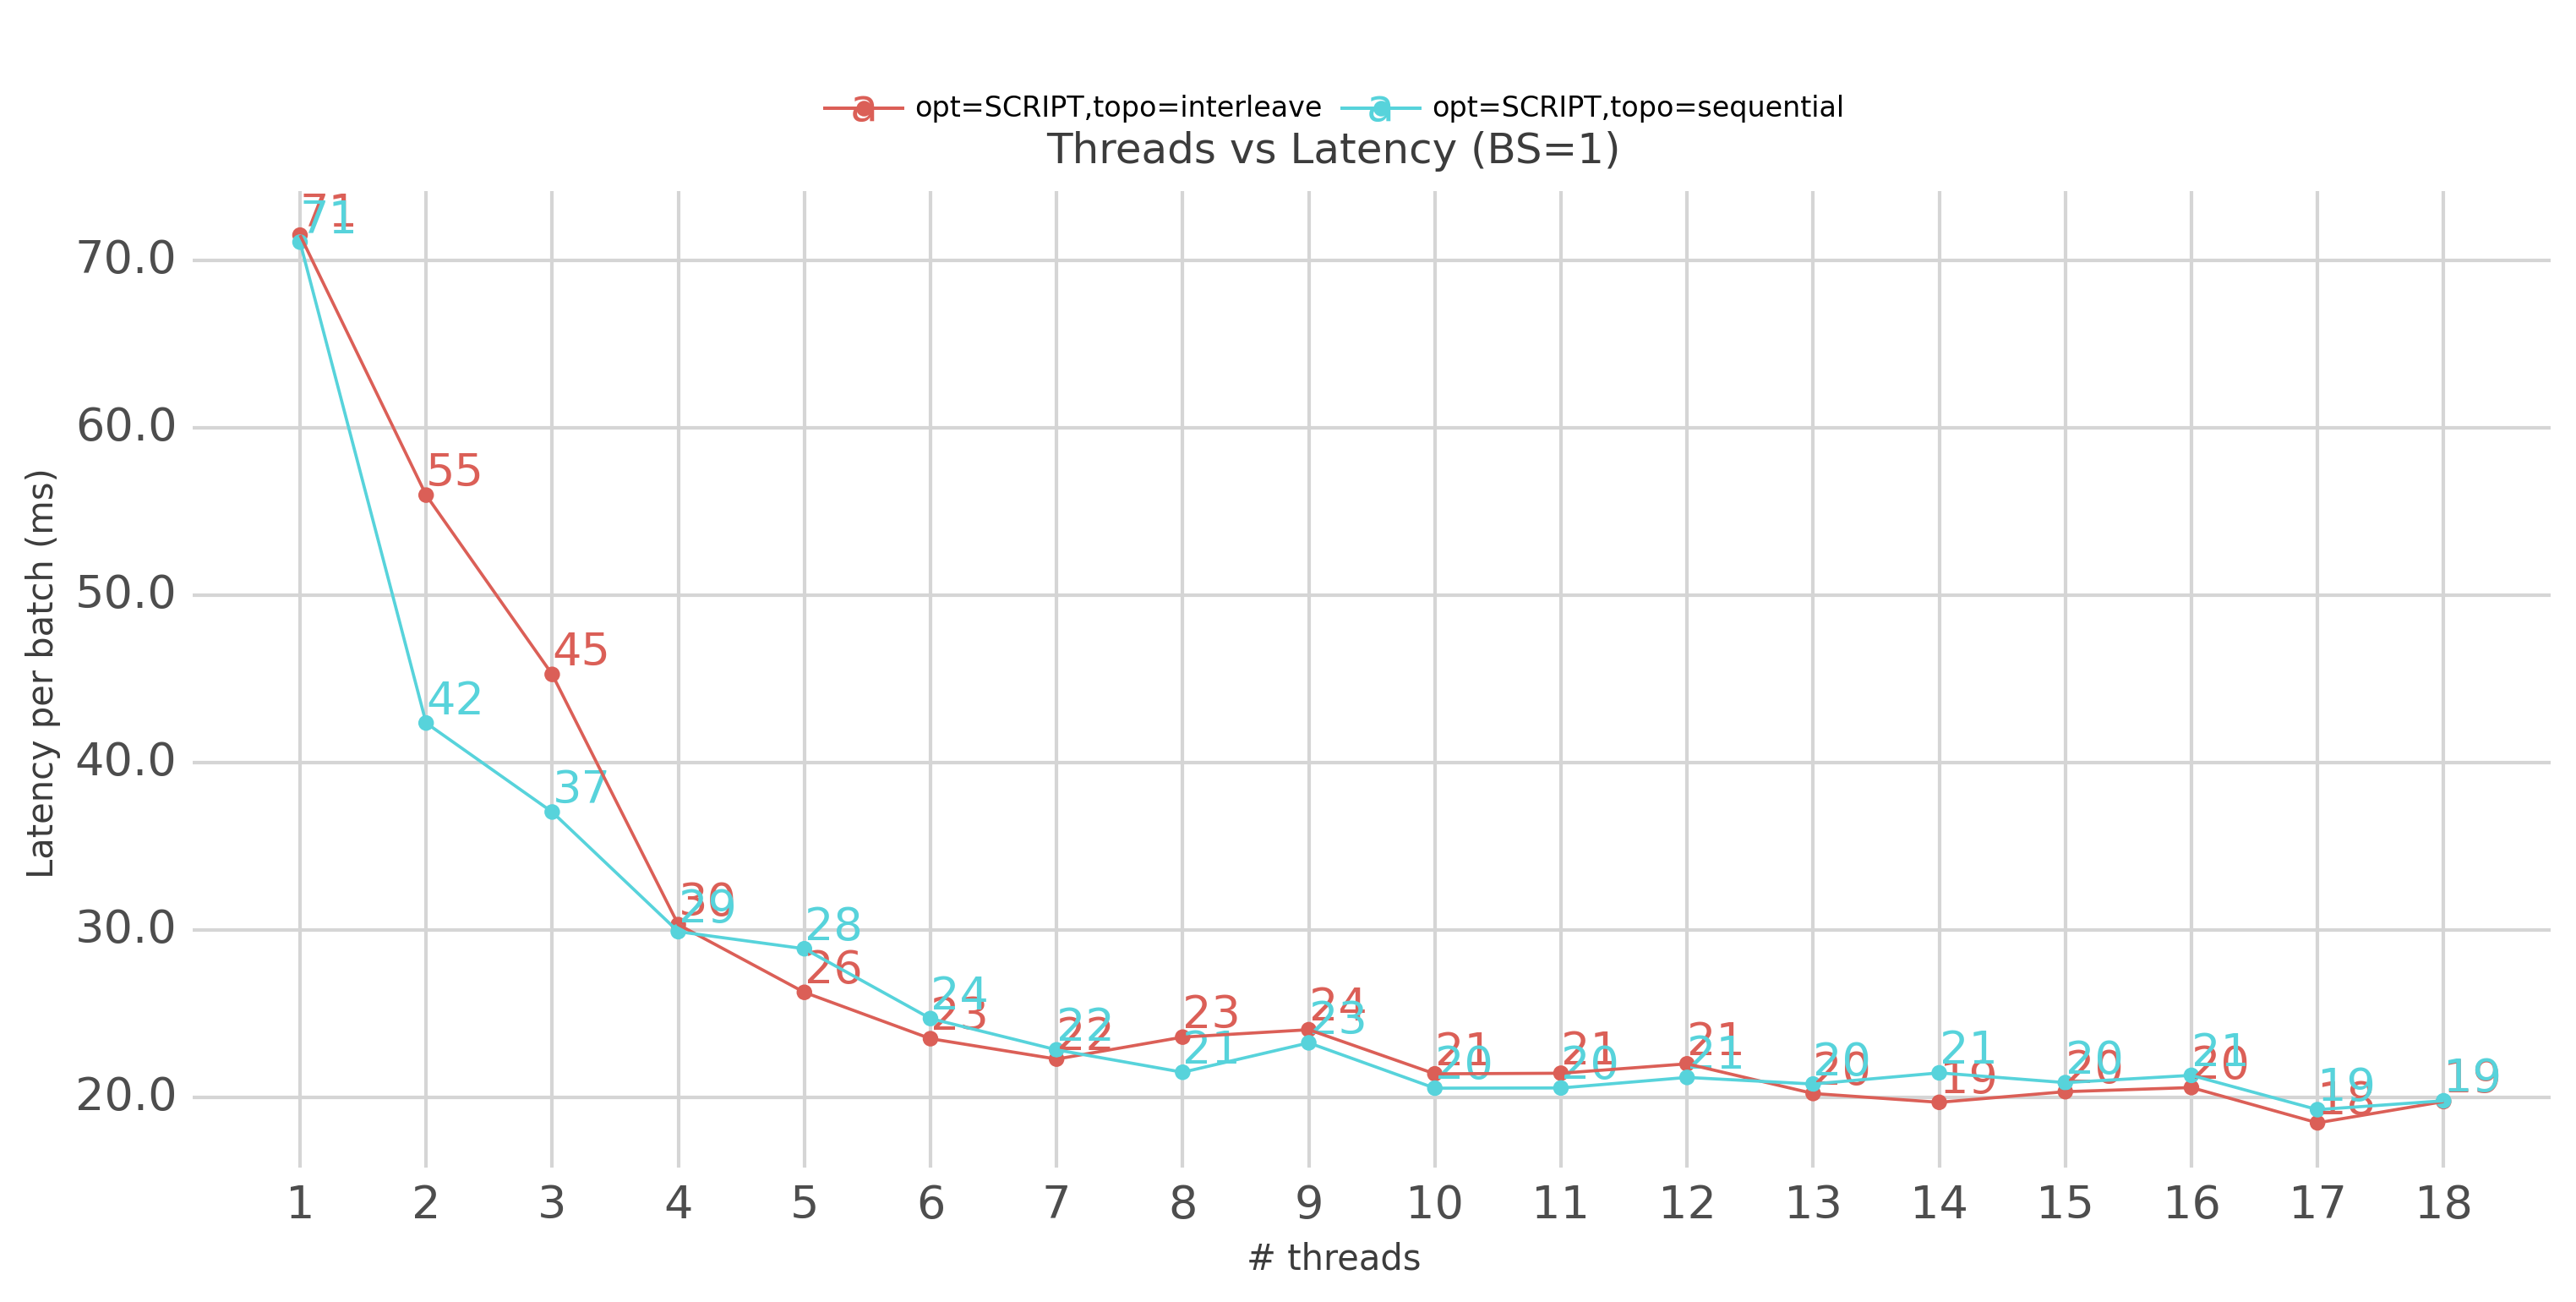 a opt=SCRIPT,topo=interleave a opt=SCRIPT,topo=sequential
Threads vs Latency (BS=1)
Latency per batch (ms)
70.0
60.0
50.0
40.0
30.0
20.0
71 55 45 30 26 23 22 23 24 21 21 21 20 19 20 20 18 19
71 42 37 29 28 24 22 21 23 20 20 21 20 21 20 21 19 19
1 2 3 4 5 6 7 8 9 10 11 12 13 14 15 16 17 18
# threads